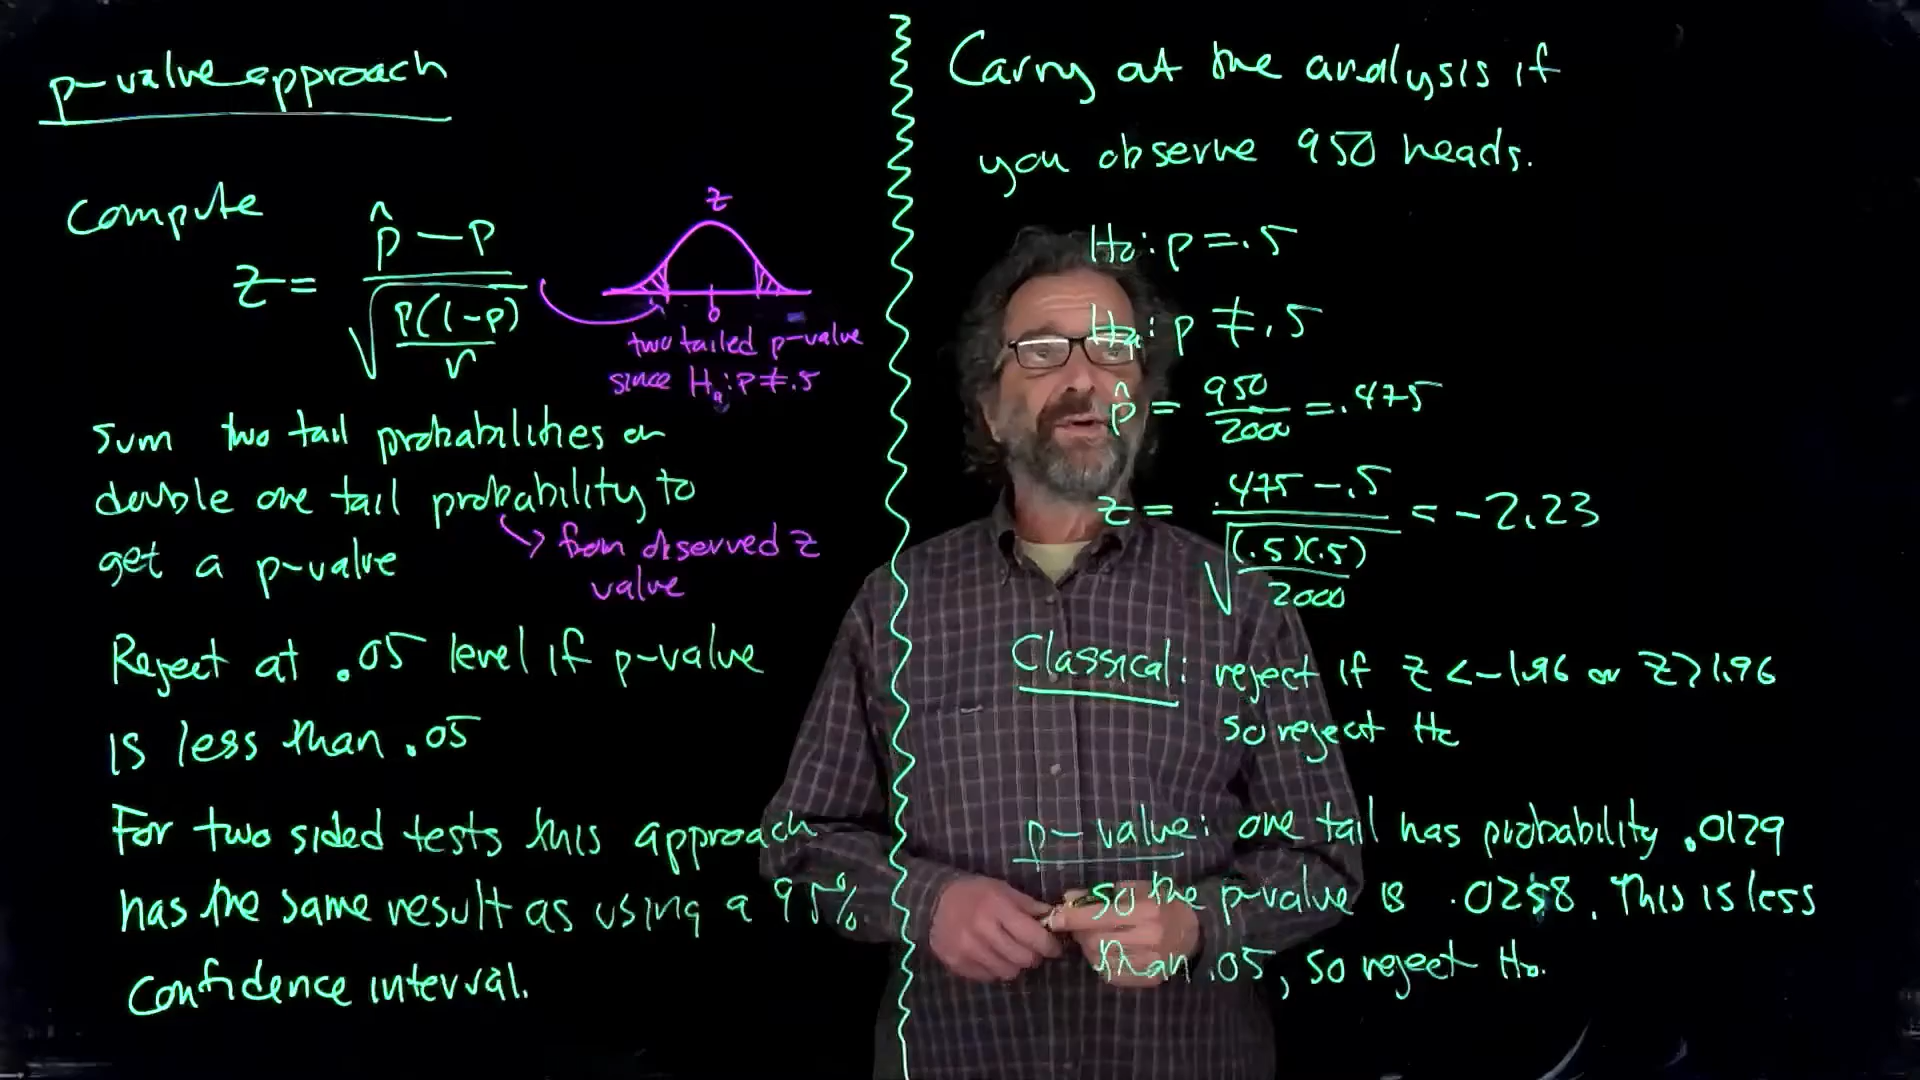 p-value approach
Compute
z = p̂ - p / √(p(1-p)/n)
z
0
two tailed p-value
since Ha: p ≠ .5
Sum two tail probabilities or
double one tail probability to
get a p-value
from observed z
value
Reject at .05 level if p-value
is less than .05
For two sided tests this approach
has the same result as using a 95%
confidence interval.
Carry at the analysis if
you observe 950 heads.
H0: p = .5
Ha: p ≠ .5
p̂ = 950/2000 = .475
z = .475 - .5 / √((.5)(.5)/2000) = -2.23
Classical: reject if z < -1.96 or z > 1.96
so reject H0
p-value: one tail has probability .0129
so the p-value is .0258. This is less
than .05, so reject H0.